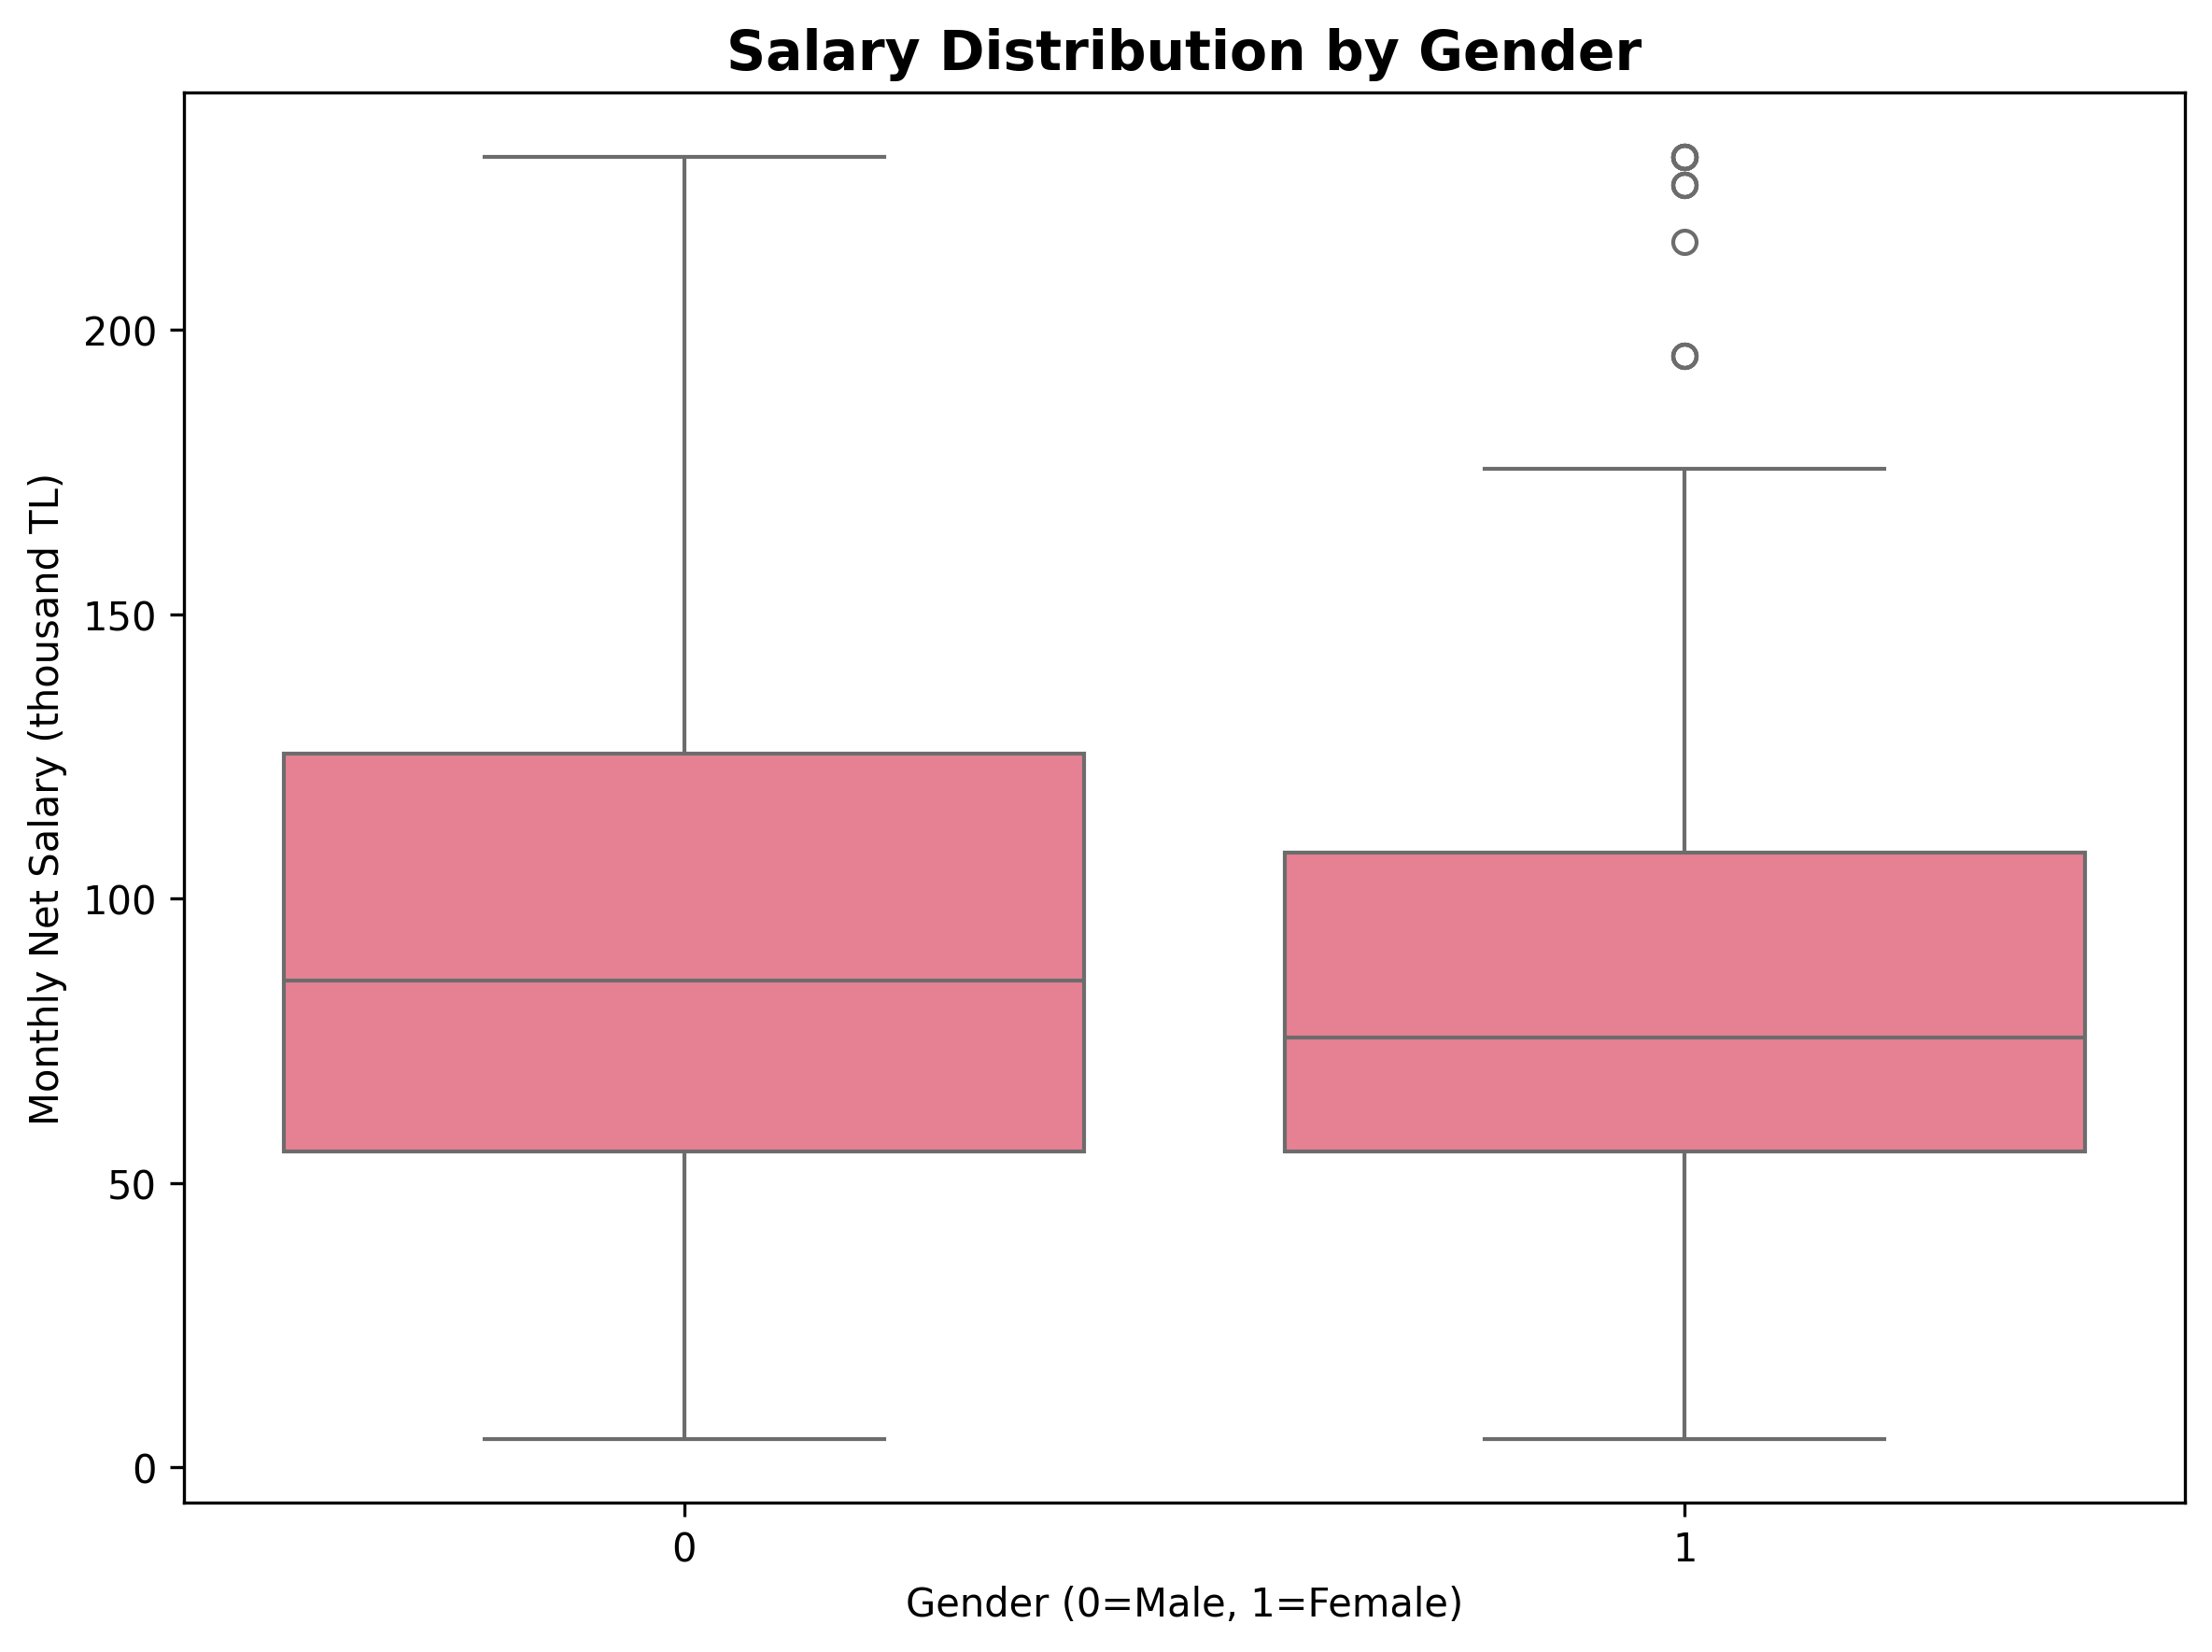 Salary Distribution by Gender
Monthly Net Salary (thousand TL)
200
150
100
50
0
0 1
Gender (0=Male, 1=Female)